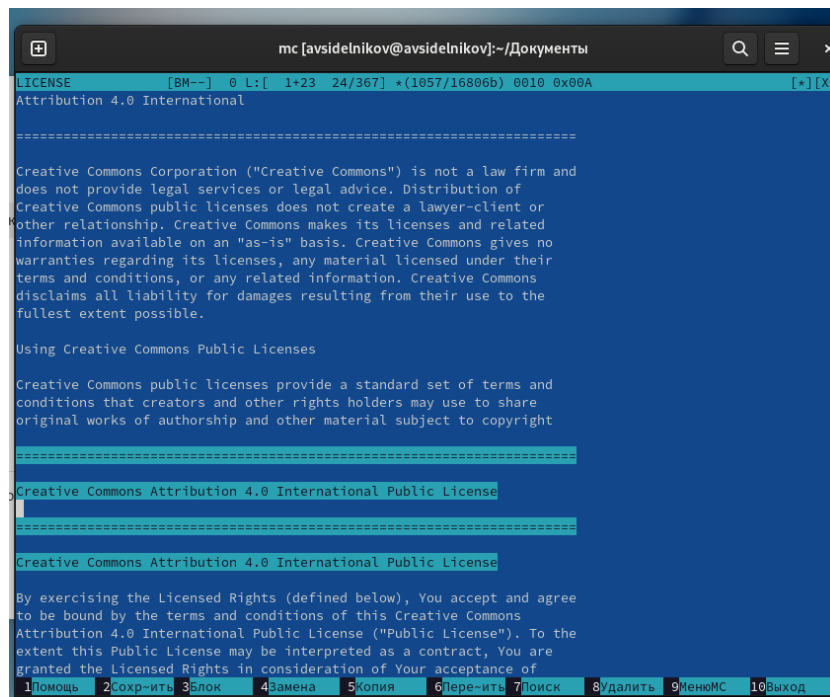 mc [avsidelnikov@avsidelnikov]:~/Документы
LICENSE [BM--] 0 L:[ 1+23 24/367] *(1057/16806b) 0010 0x00A [*][X
Attribution 4.0 International
=======================================================================
Creative Commons Corporation ("Creative Commons") is not a law firm and
does not provide legal services or legal advice. Distribution of
Creative Commons public licenses does not create a lawyer-client or
other relationship. Creative Commons makes its licenses and related
information available on an "as-is" basis. Creative Commons gives no
warranties regarding its licenses, any material licensed under their
terms and conditions, or any related information. Creative Commons
disclaims all liability for damages resulting from their use to the
fullest extent possible.
Using Creative Commons Public Licenses
Creative Commons public licenses provide a standard set of terms and
conditions that creators and other rights holders may use to share
original works of authorship and other material subject to copyright
=======================================================================
Creative Commons Attribution 4.0 International Public License
=======================================================================
Creative Commons Attribution 4.0 International Public License
By exercising the Licensed Rights (defined below), You accept and agree
to be bound by the terms and conditions of this Creative Commons
Attribution 4.0 International Public License ("Public License"). To the
extent this Public License may be interpreted as a contract, You are
granted the Licensed Rights in consideration of Your acceptance of
1Помощь 2Сохр~ить 3Блок 4Замена 5Копия 6Пере~ить 7Поиск 8Удалить 9МенюMC 10Выход